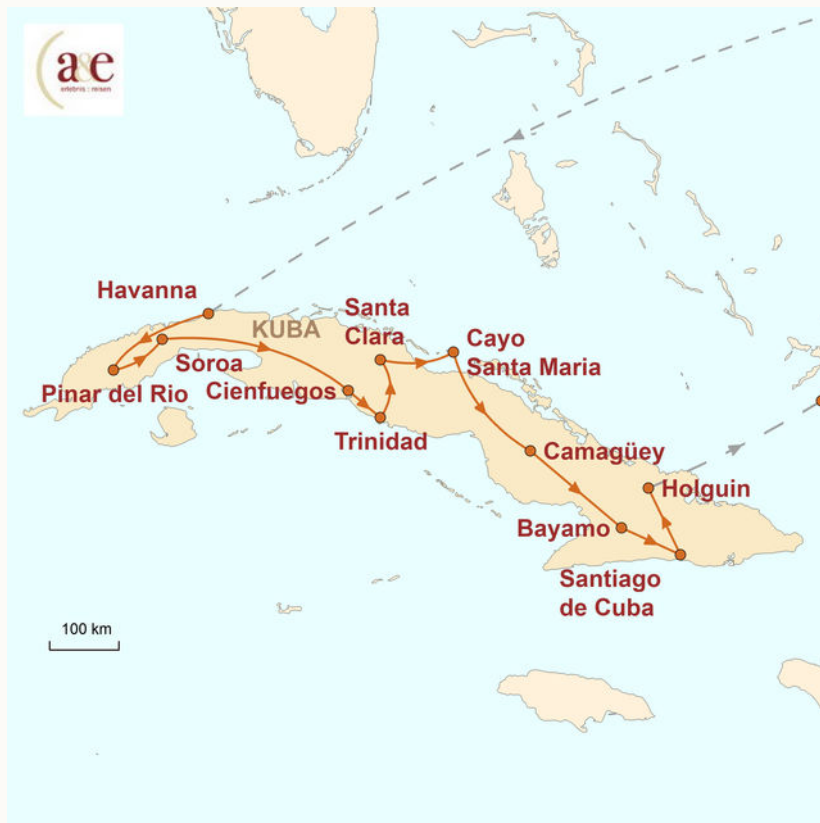 a&e
erlebnis : reisen
Havanna
Santa
Clara
KUBA
Cayo
Santa Maria
Soroa
Pinar del Rio
Cienfuegos
Trinidad
Camagüey
Holguin
Bayamo
Santiago
de Cuba
100 km